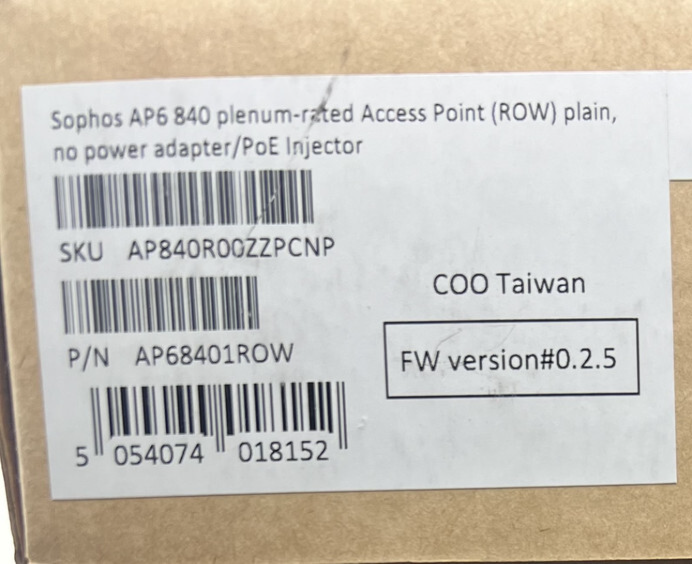 Sophos AP6 840 plenum-rated Access Point (ROW) plain,
no power adapter/PoE Injector
SKU AP840R00ZZPCNP
COO Taiwan
P/N AP68401ROW
FW version#0.2.5
5 054074 018152